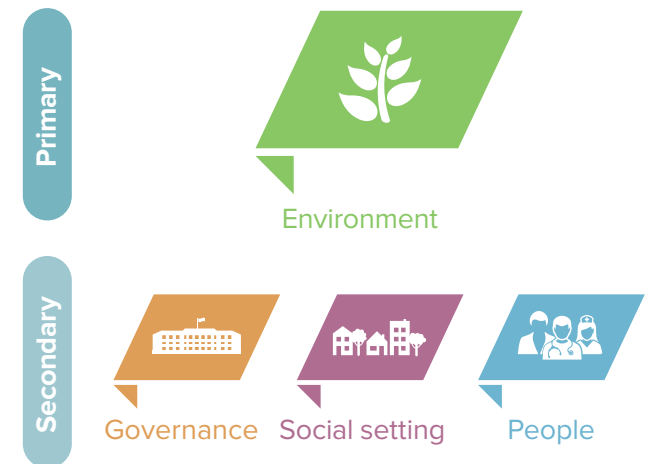 Primary
Environment
Secondary
Governance
Social setting
People